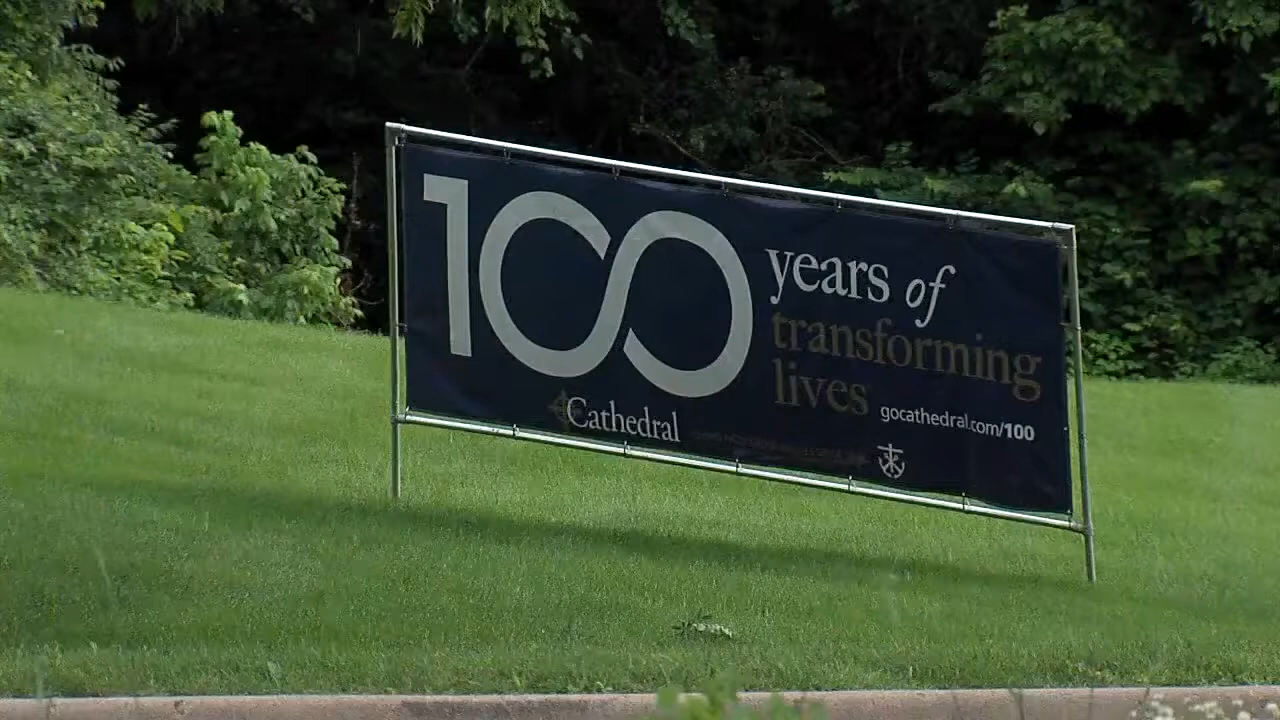 100
years of
transforming
lives
gocathedral.com/100
Cathedral